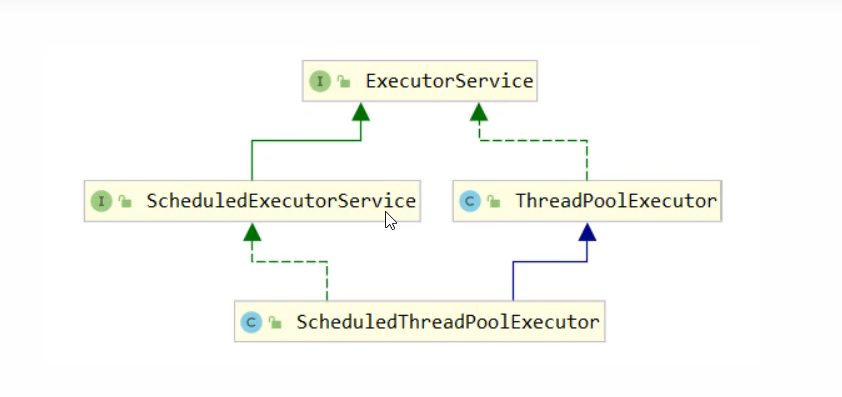 I ExecutorService
I ScheduledExecutorService
C ThreadPoolExecutor
C ScheduledThreadPoolExecutor